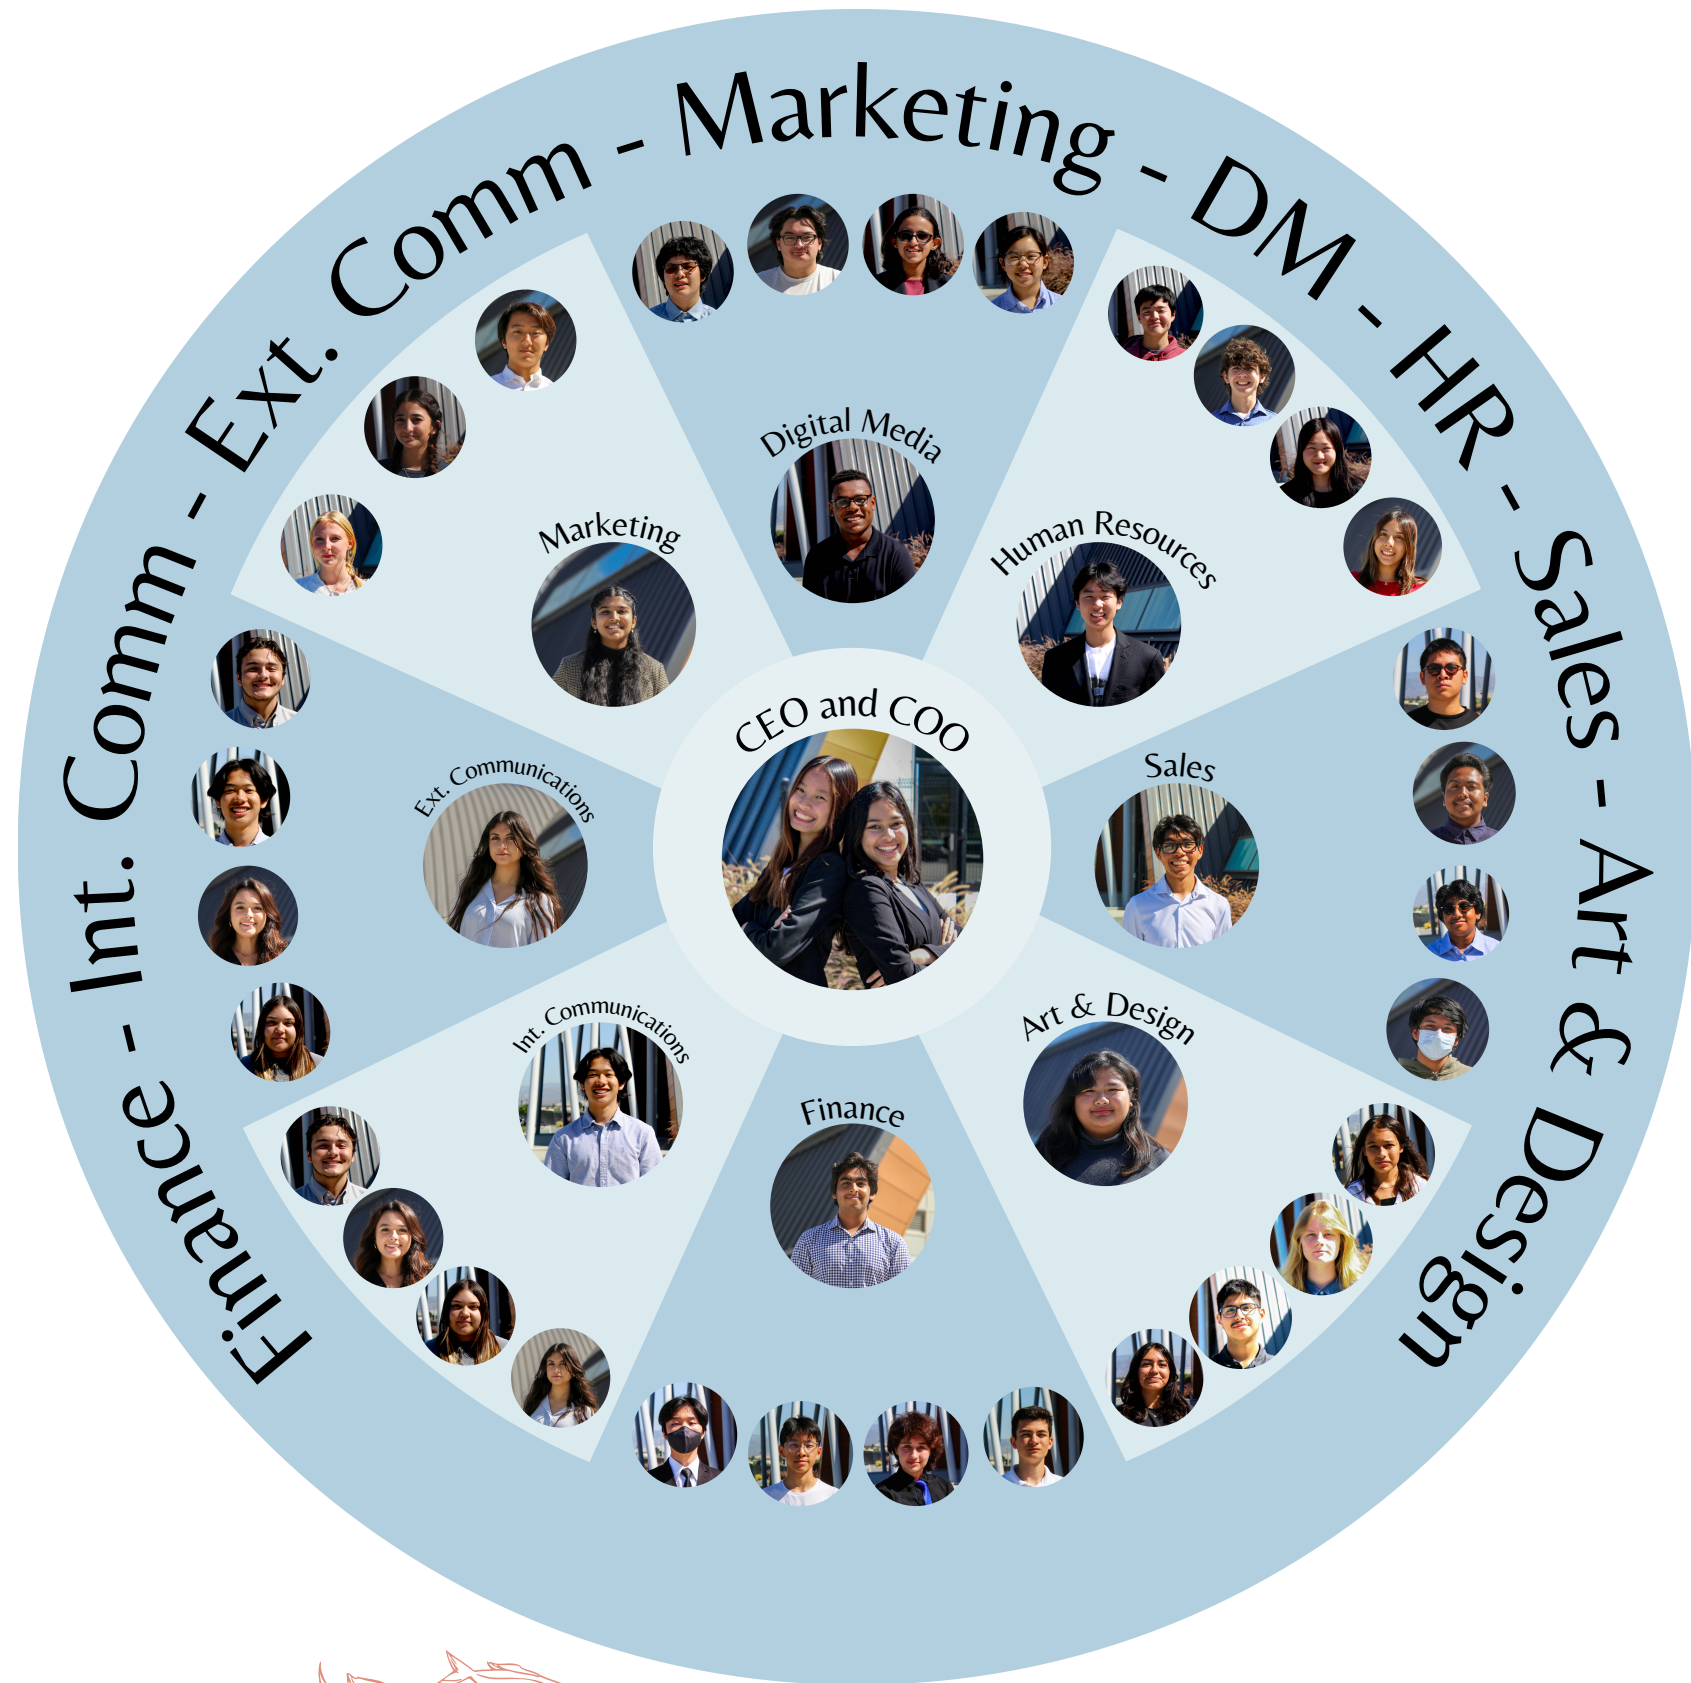 Finance - Int. Comm - Ext. Comm - Marketing - DM - HR - Sales - Art & Design
Digital Media
Marketing
Human Resources
CEO and COO
Ext. Communications
Sales
Int. Communications
Art & Design
Finance